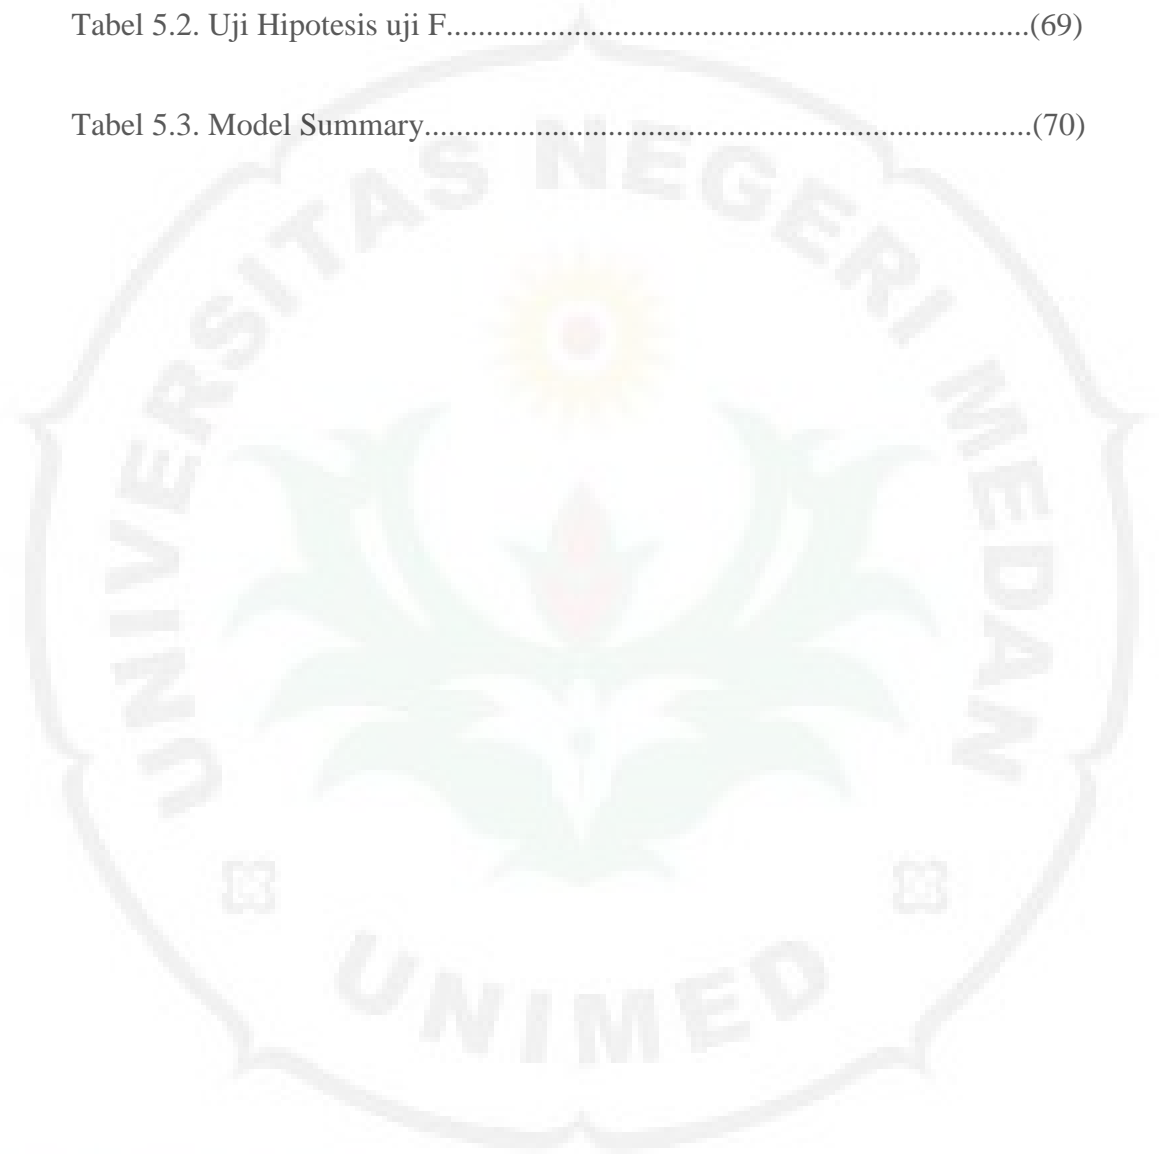 Tabel 5.2. Uji Hipotesis uji F.........................................................................(69)
Tabel 5.3. Model Summary............................................................................(70)
UNIVERSITAS NEGERI MEDAN
UNIMED